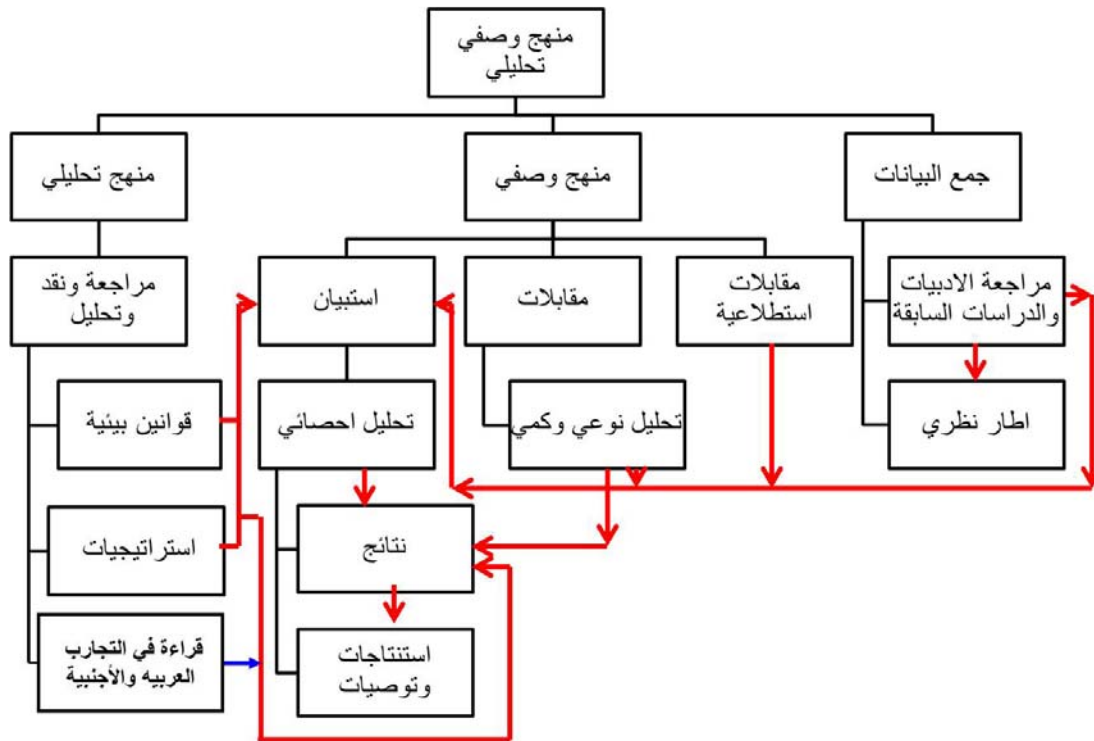 منهج وصفي
تحليلي
جمع البيانات
منهج وصفي
منهج تحليلي
مراجعة الادبيات
والدراسات السابقة
مقابلات
استطلاعية
مقابلات
استبيان
مراجعة ونقد
وتحليل
اطار نظري
تحليل نوعي وكمي
تحليل احصائي
قوانين بيئية
نتائج
استراتيجيات
استنتاجات
وتوصيات
قراءة في التجارب
العربيه والأجنبية